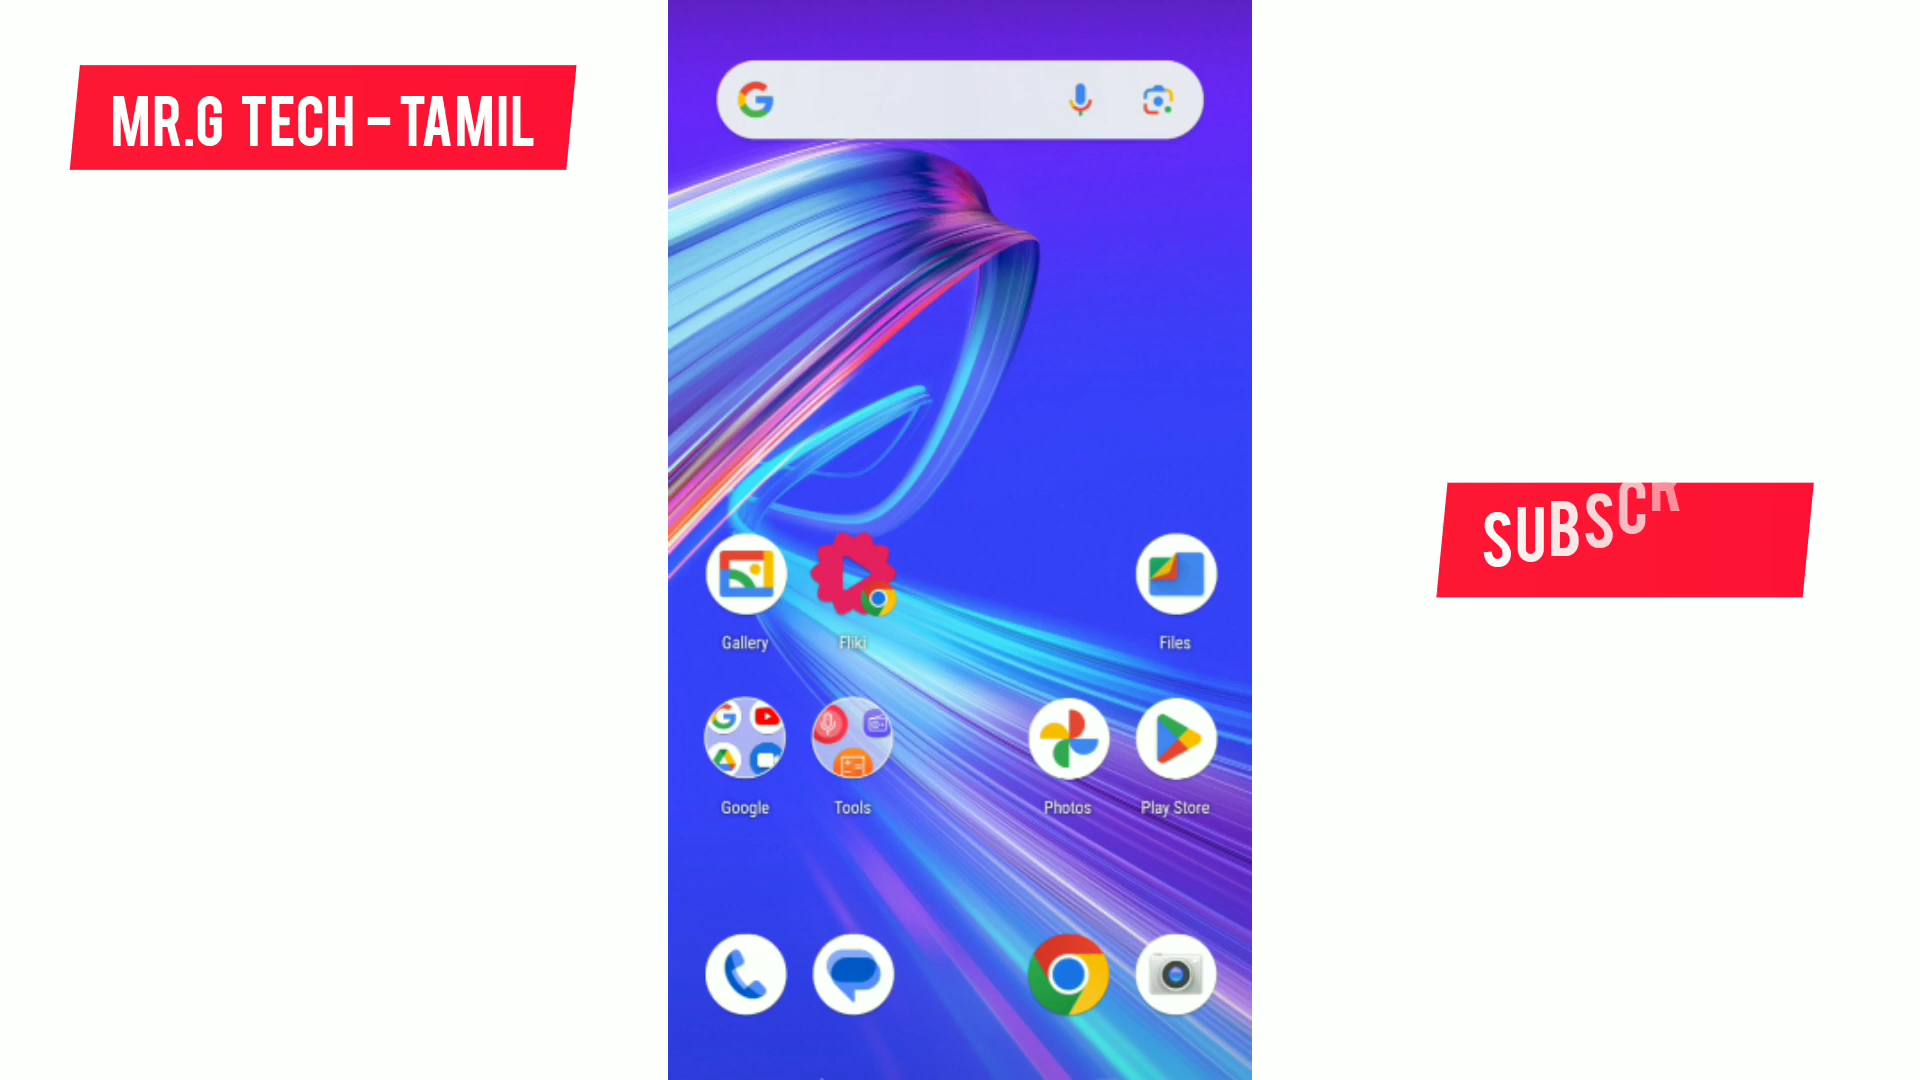 MR.G TECH – TAMIL
SUBSCR
Gallery
Fliki
Files
Google
Tools
Photos
Play Store